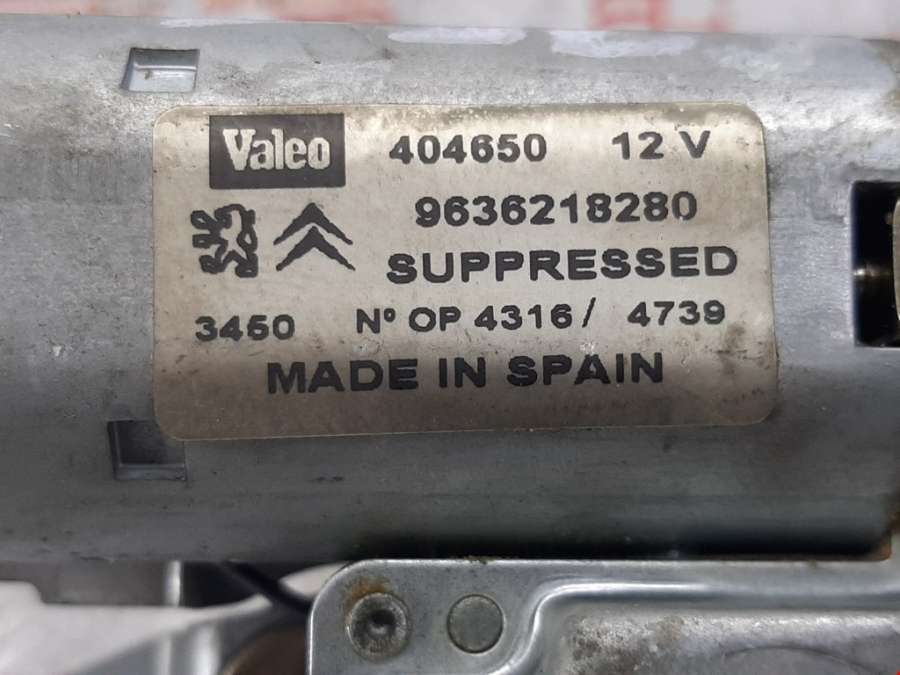 Valeo 404650 12 V
9636218280
SUPPRESSED
3450 Nº OP 4316 / 4739
MADE IN SPAIN